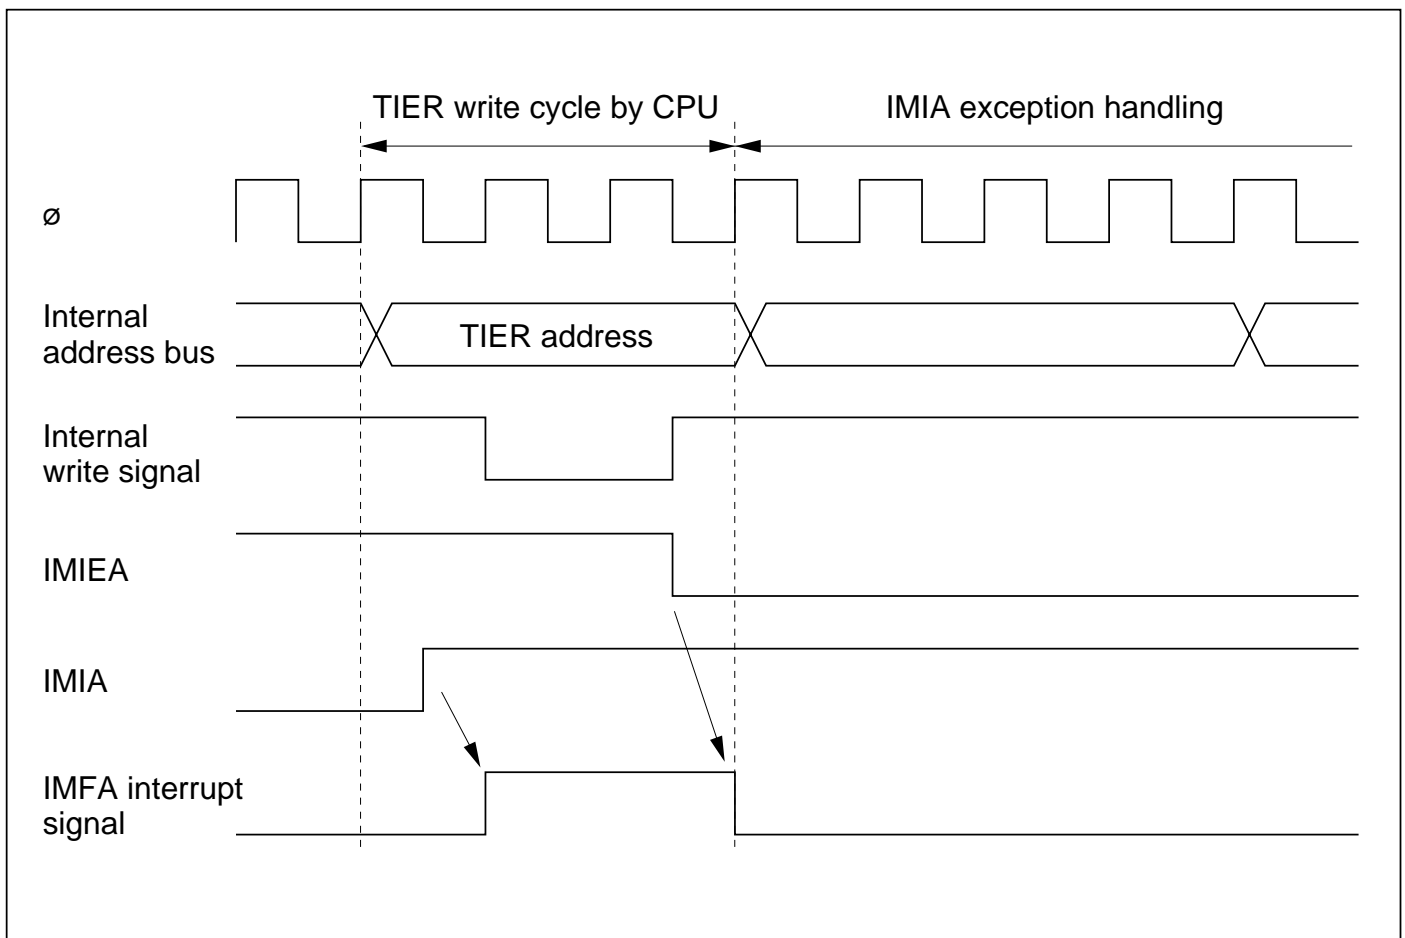 TIER write cycle by CPU
IMIA exception handling
ø
Internal
address bus
TIER address
Internal
write signal
IMIEA
IMIA
IMFA interrupt
signal